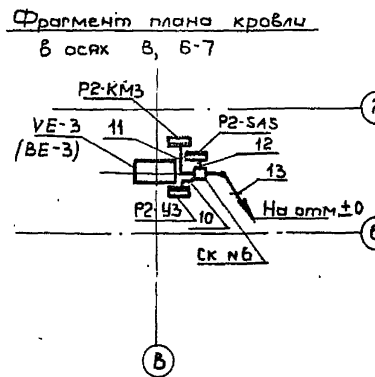 Фрагмент плана кровли
в осях В, 6-7
Р2-КМ3
VE-3
11
Р2-SAS
(ВЕ-3)
12
13
На отм ±0
Р2-У3
10
СК №6
В